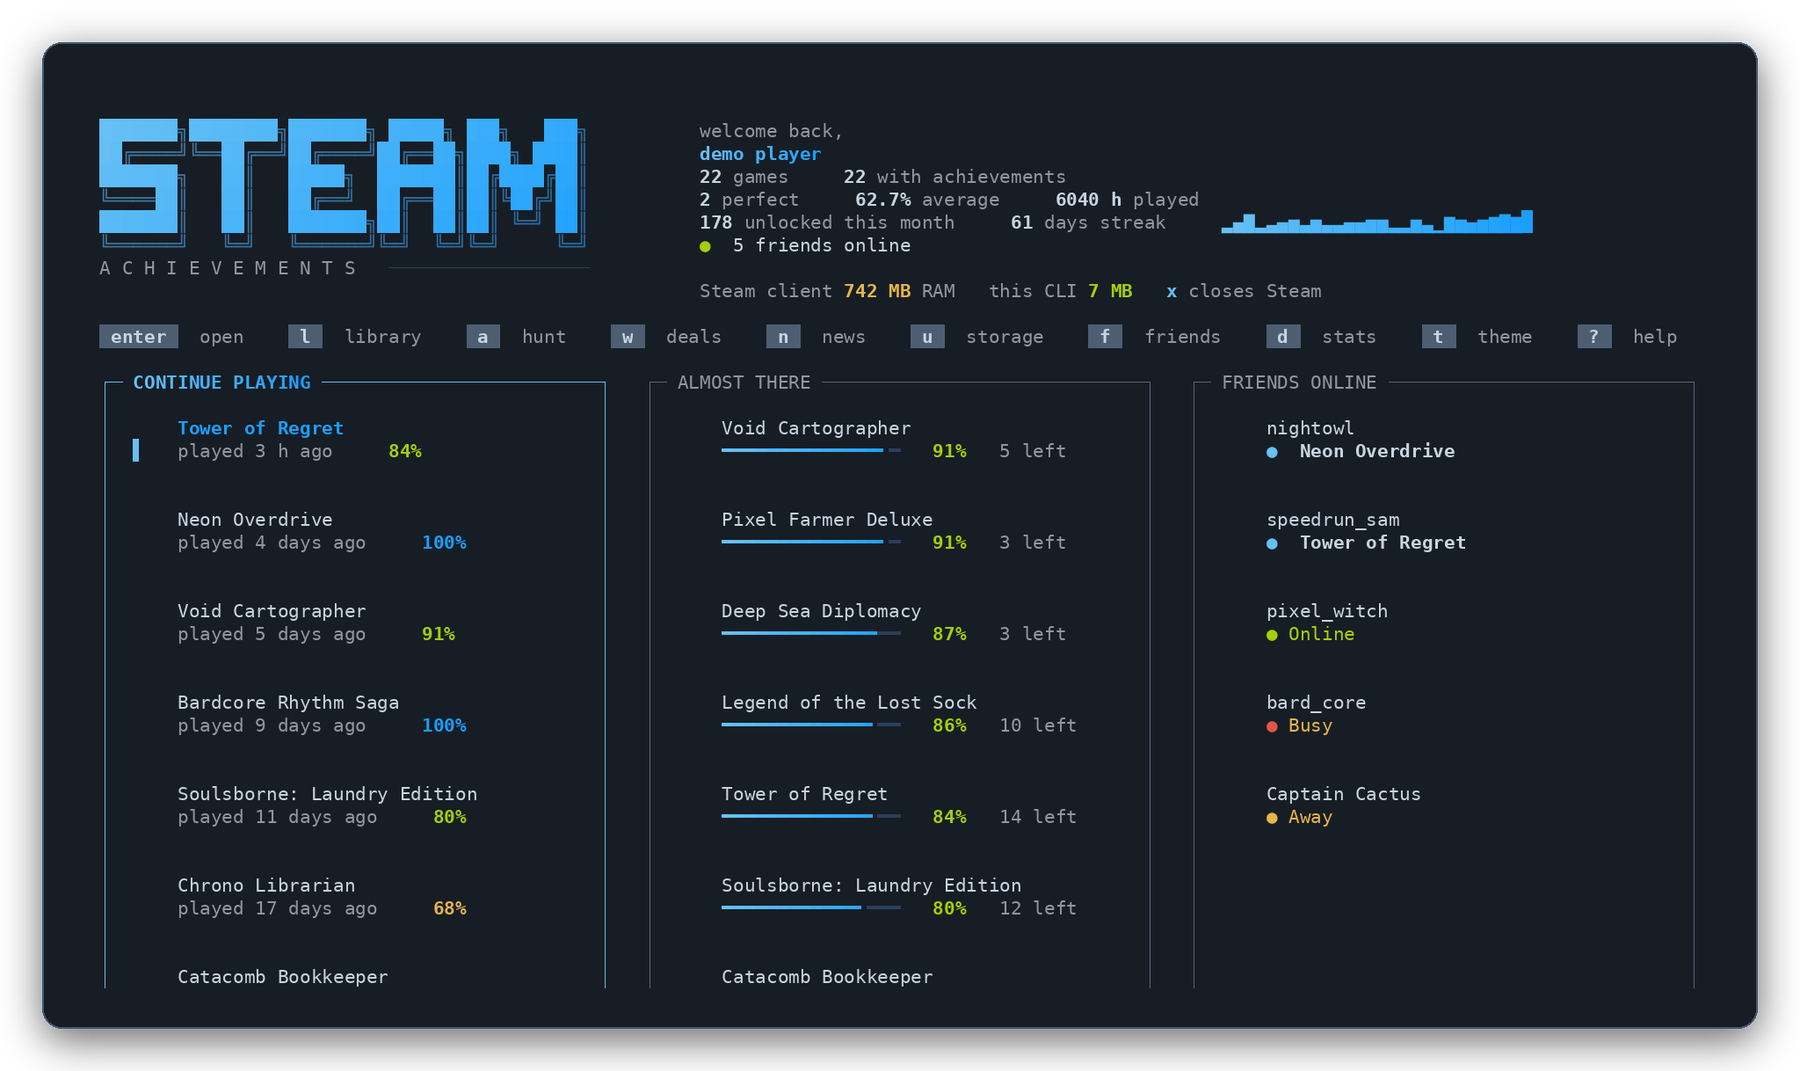 STEAM
ACHIEVEMENTS
welcome back,
demo player
22 games 22 with achievements
2 perfect 62.7% average 6040 h played
178 unlocked this month 61 days streak
● 5 friends online
Steam client 742 MB RAM this CLI 7 MB x closes Steam
enter open l library a hunt w deals n news u storage f friends d stats t theme ? help
CONTINUE PLAYING
Tower of Regret
played 3 h ago 84%
Neon Overdrive
played 4 days ago 100%
Void Cartographer
played 5 days ago 91%
Bardcore Rhythm Saga
played 9 days ago 100%
Soulsborne: Laundry Edition
played 11 days ago 80%
Chrono Librarian
played 17 days ago 68%
Catacomb Bookkeeper
ALMOST THERE
Void Cartographer
91% 5 left
Pixel Farmer Deluxe
91% 3 left
Deep Sea Diplomacy
87% 3 left
Legend of the Lost Sock
86% 10 left
Tower of Regret
84% 14 left
Soulsborne: Laundry Edition
80% 12 left
Catacomb Bookkeeper
FRIENDS ONLINE
nightowl
● Neon Overdrive
speedrun_sam
● Tower of Regret
pixel_witch
● Online
bard_core
● Busy
Captain Cactus
● Away